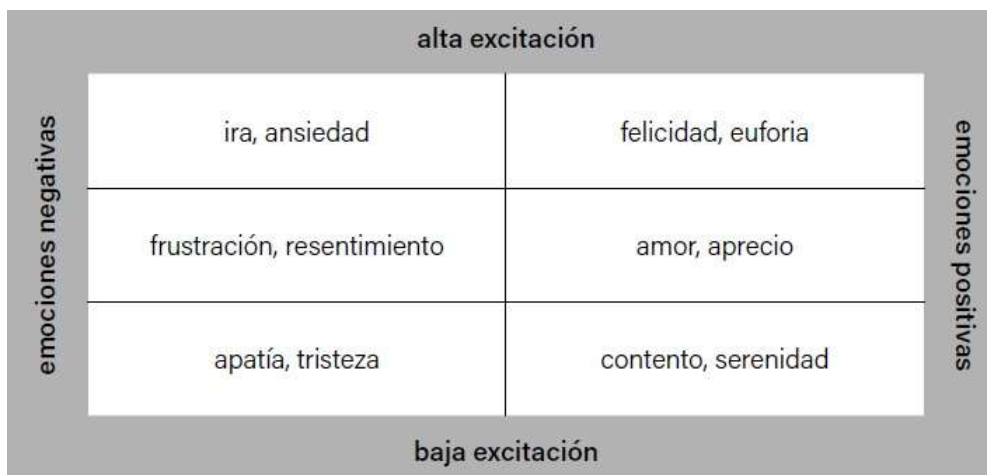 alta excitación
emociones negativas
ira, ansiedad
felicidad, euforia
frustración, resentimiento
amor, aprecio
apatía, tristeza
contento, serenidad
emociones positivas
baja excitación